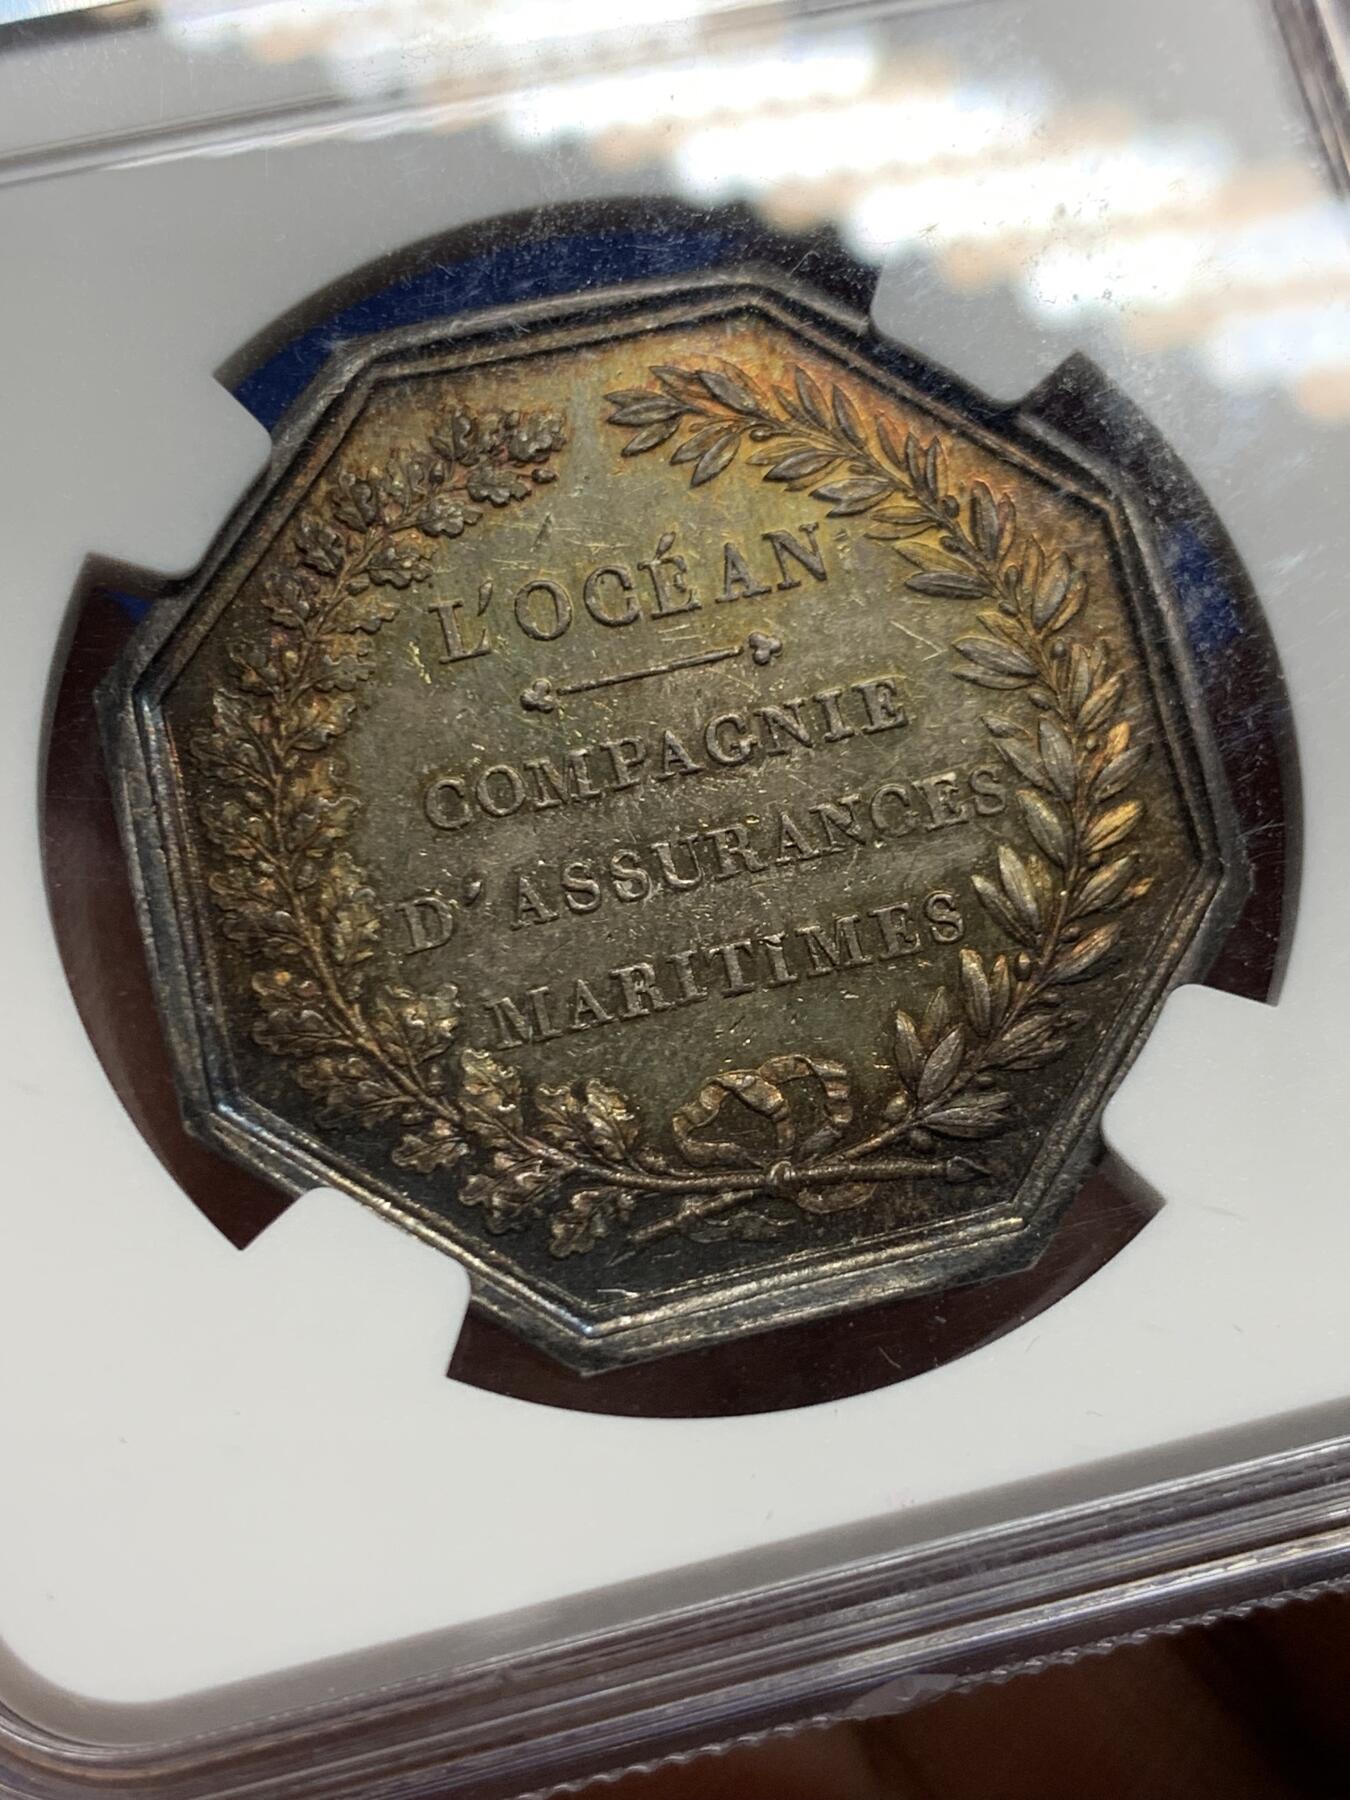 L'OCÉAN
COMPAGNIE
D'ASSURANCES
MARITIMES